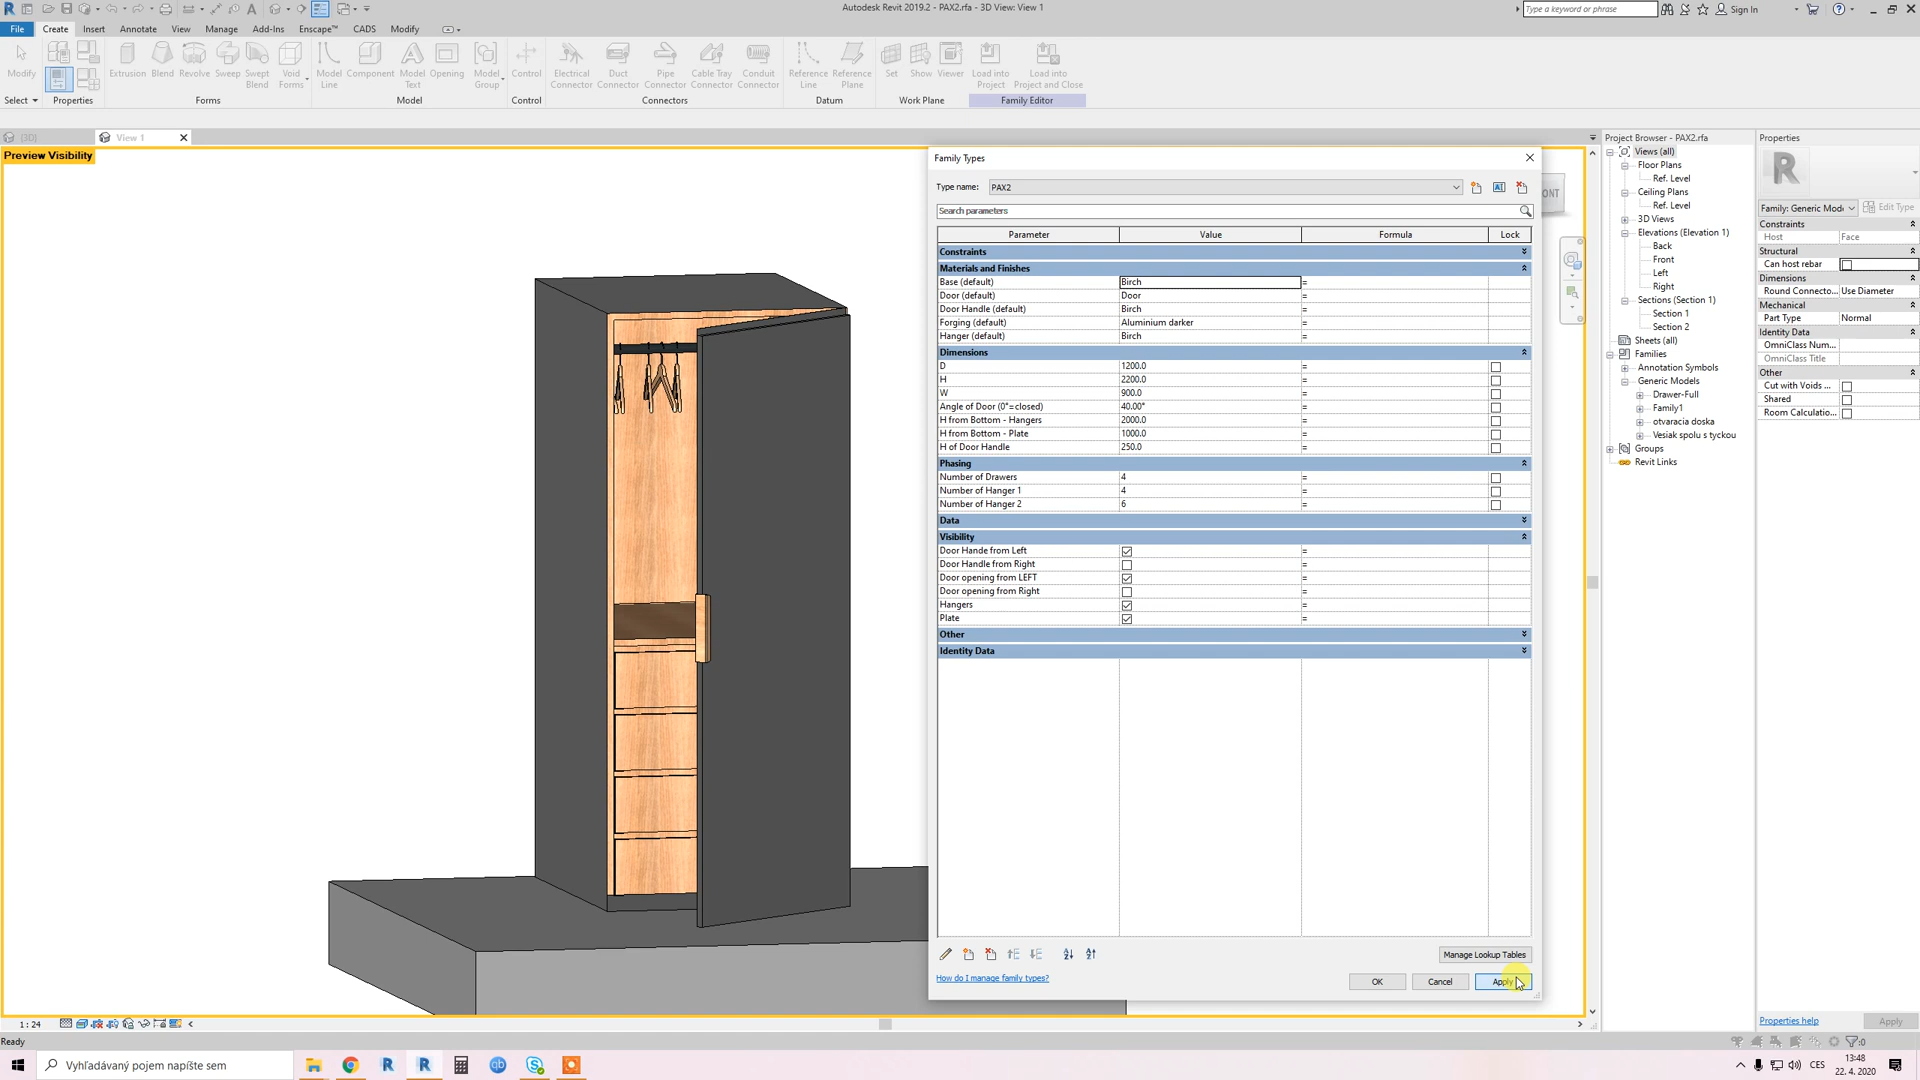 Autodesk Revit 2019.2 - PAX2.rfa - 3D View: View 1
Type a keyword or phrase
Sign In
File Create Insert Annotate View Manage Add-Ins Enscape™ CADS Modify
Modify
Extrusion Blend Revolve Sweep Swept Blend Void Forms
Model Line Component Model Text Opening Model Group
Control
Electrical Connector Duct Connector Pipe Connector Cable Tray Connector Conduit Connector
Reference Line Reference Plane
Set Show Viewer
Load into Project Load into Project and Close
Select Properties Forms Model Control Connectors Datum Work Plane Family Editor
{3D} View 1
Preview Visibility
Family Types
Type name: PAX2
Search parameters
Parameter Value Formula Lock
Constraints
Materials and Finishes
Base (default) Birch =
Door (default) Door =
Door Handle (default) Birch =
Forging (default) Aluminium darker =
Hanger (default) Birch =
Dimensions
D 1200.0 =
H 2200.0 =
W 900.0 =
Angle of Door (0°=closed) 40.00° =
H from Bottom - Hangers 2000.0 =
H from Bottom - Plate 1000.0 =
H of Door Handle 250.0 =
Phasing
Number of Drawers 4 =
Number of Hanger 1 4 =
Number of Hanger 2 6 =
Data
Visibility
Door Hande from Left =
Door Handle from Right =
Door opening from LEFT =
Door opening from Right =
Hangers =
Plate =
Other
Identity Data
Manage Lookup Tables
How do I manage family types?
OK Cancel Apply
ONT
Project Browser - PAX2.rfa
Views (all)
Floor Plans
Ref. Level
Ceiling Plans
Ref. Level
3D Views
Elevations (Elevation 1)
Back
Front
Left
Right
Sections (Section 1)
Section 1
Section 2
Sheets (all)
Families
Annotation Symbols
Generic Models
Drawer-Full
Family1
otvaracia doska
Vesiak spolu s tyckou
Groups
Revit Links
Properties
Family: Generic Mode Edit Type
Constraints
Host Face
Structural
Can host rebar
Dimensions
Round Connecto... Use Diameter
Mechanical
Part Type Normal
Identity Data
OmniClass Num...
OmniClass Title
Other
Cut with Voids ...
Shared
Room Calculatio...
Properties help Apply
1 : 24
Ready
:0
Vyhľadávaný pojem napíšte sem
CES
13:48
22. 4. 2020